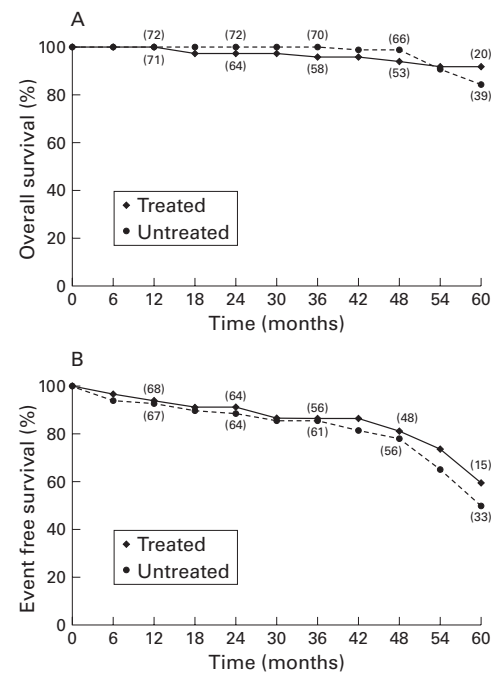 A
Overall survival (%)
100
80
60
40
20
0
(72) (72) (70) (66) (20)
(71) (64) (58) (53) (39)
Treated
Untreated
0 6 12 18 24 30 36 42 48 54 60
Time (months)
B
Event free survival (%)
100
80
60
40
20
0
(68) (64) (56) (48) (15)
(67) (64) (61) (56) (33)
Treated
Untreated
0 6 12 18 24 30 36 42 48 54 60
Time (months)